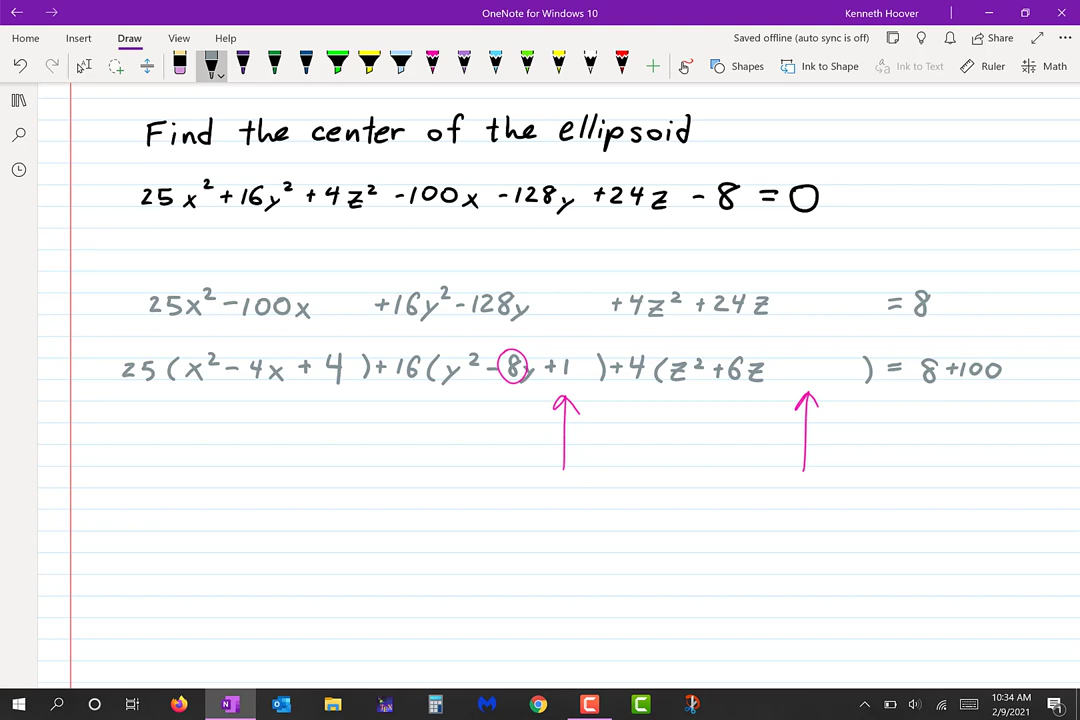 OneNote for Windows 10
Kenneth Hoover
Home Insert Draw View Help
Saved offline (auto sync is off)
Share
Shapes
Ink to Shape
Ink to Text
Ruler
Math
Find the center of the ellipsoid
25x² + 16y² + 4z² - 100x - 128y + 24z - 8 = 0
25x² - 100x + 16y² - 128y + 4z² + 24z = 8
25(x² - 4x + 4 ) + 16(y² - 8y + 1 ) + 4(z² + 6z ) = 8 + 100
10:34 AM
2/9/2021